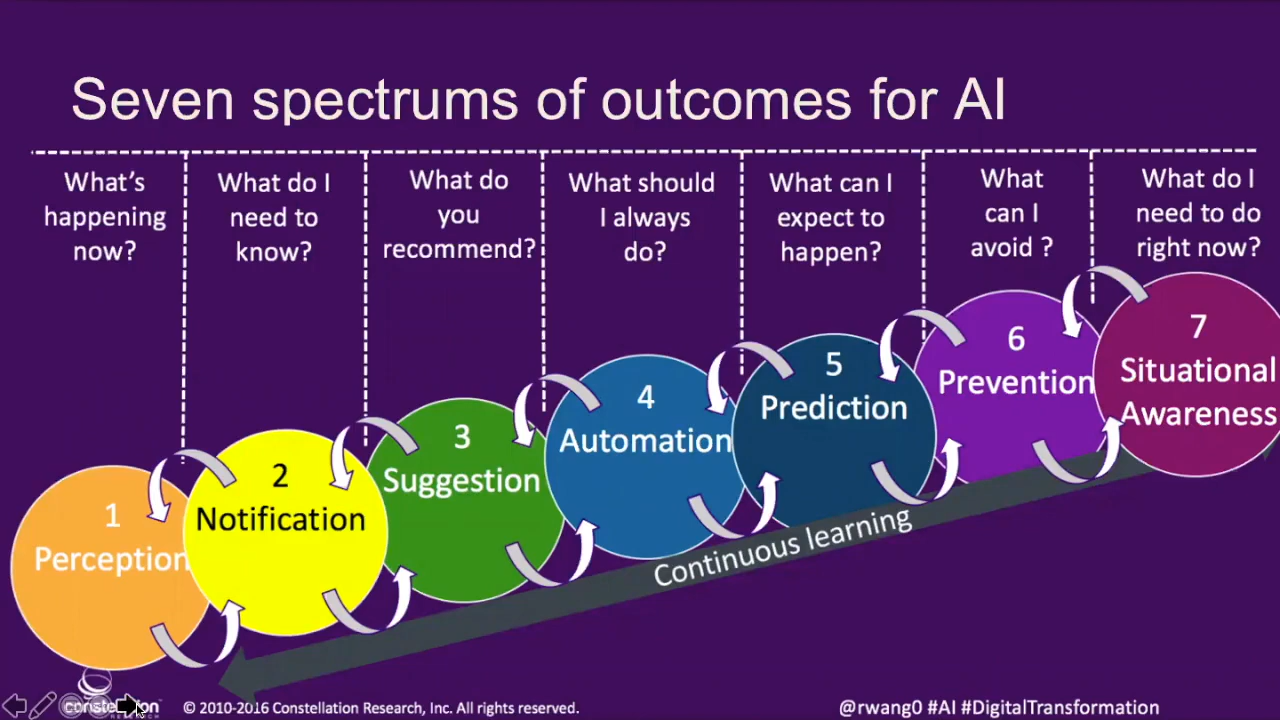 Seven spectrums of outcomes for AI
What's
happening
now?
What do I
need to
know?
What do
you
recommend?
What should
I always
do?
What can I
expect to
happen?
What
can I
avoid ?
What do I
need to do
right now?
1
Perception
2
Notification
3
Suggestion
4
Automation
5
Prediction
6
Prevention
7
Situational
Awareness
Continuous learning
© 2010-2016 Constellation Research, Inc. All rights reserved.
@rwang0 #AI #DigitalTransformation